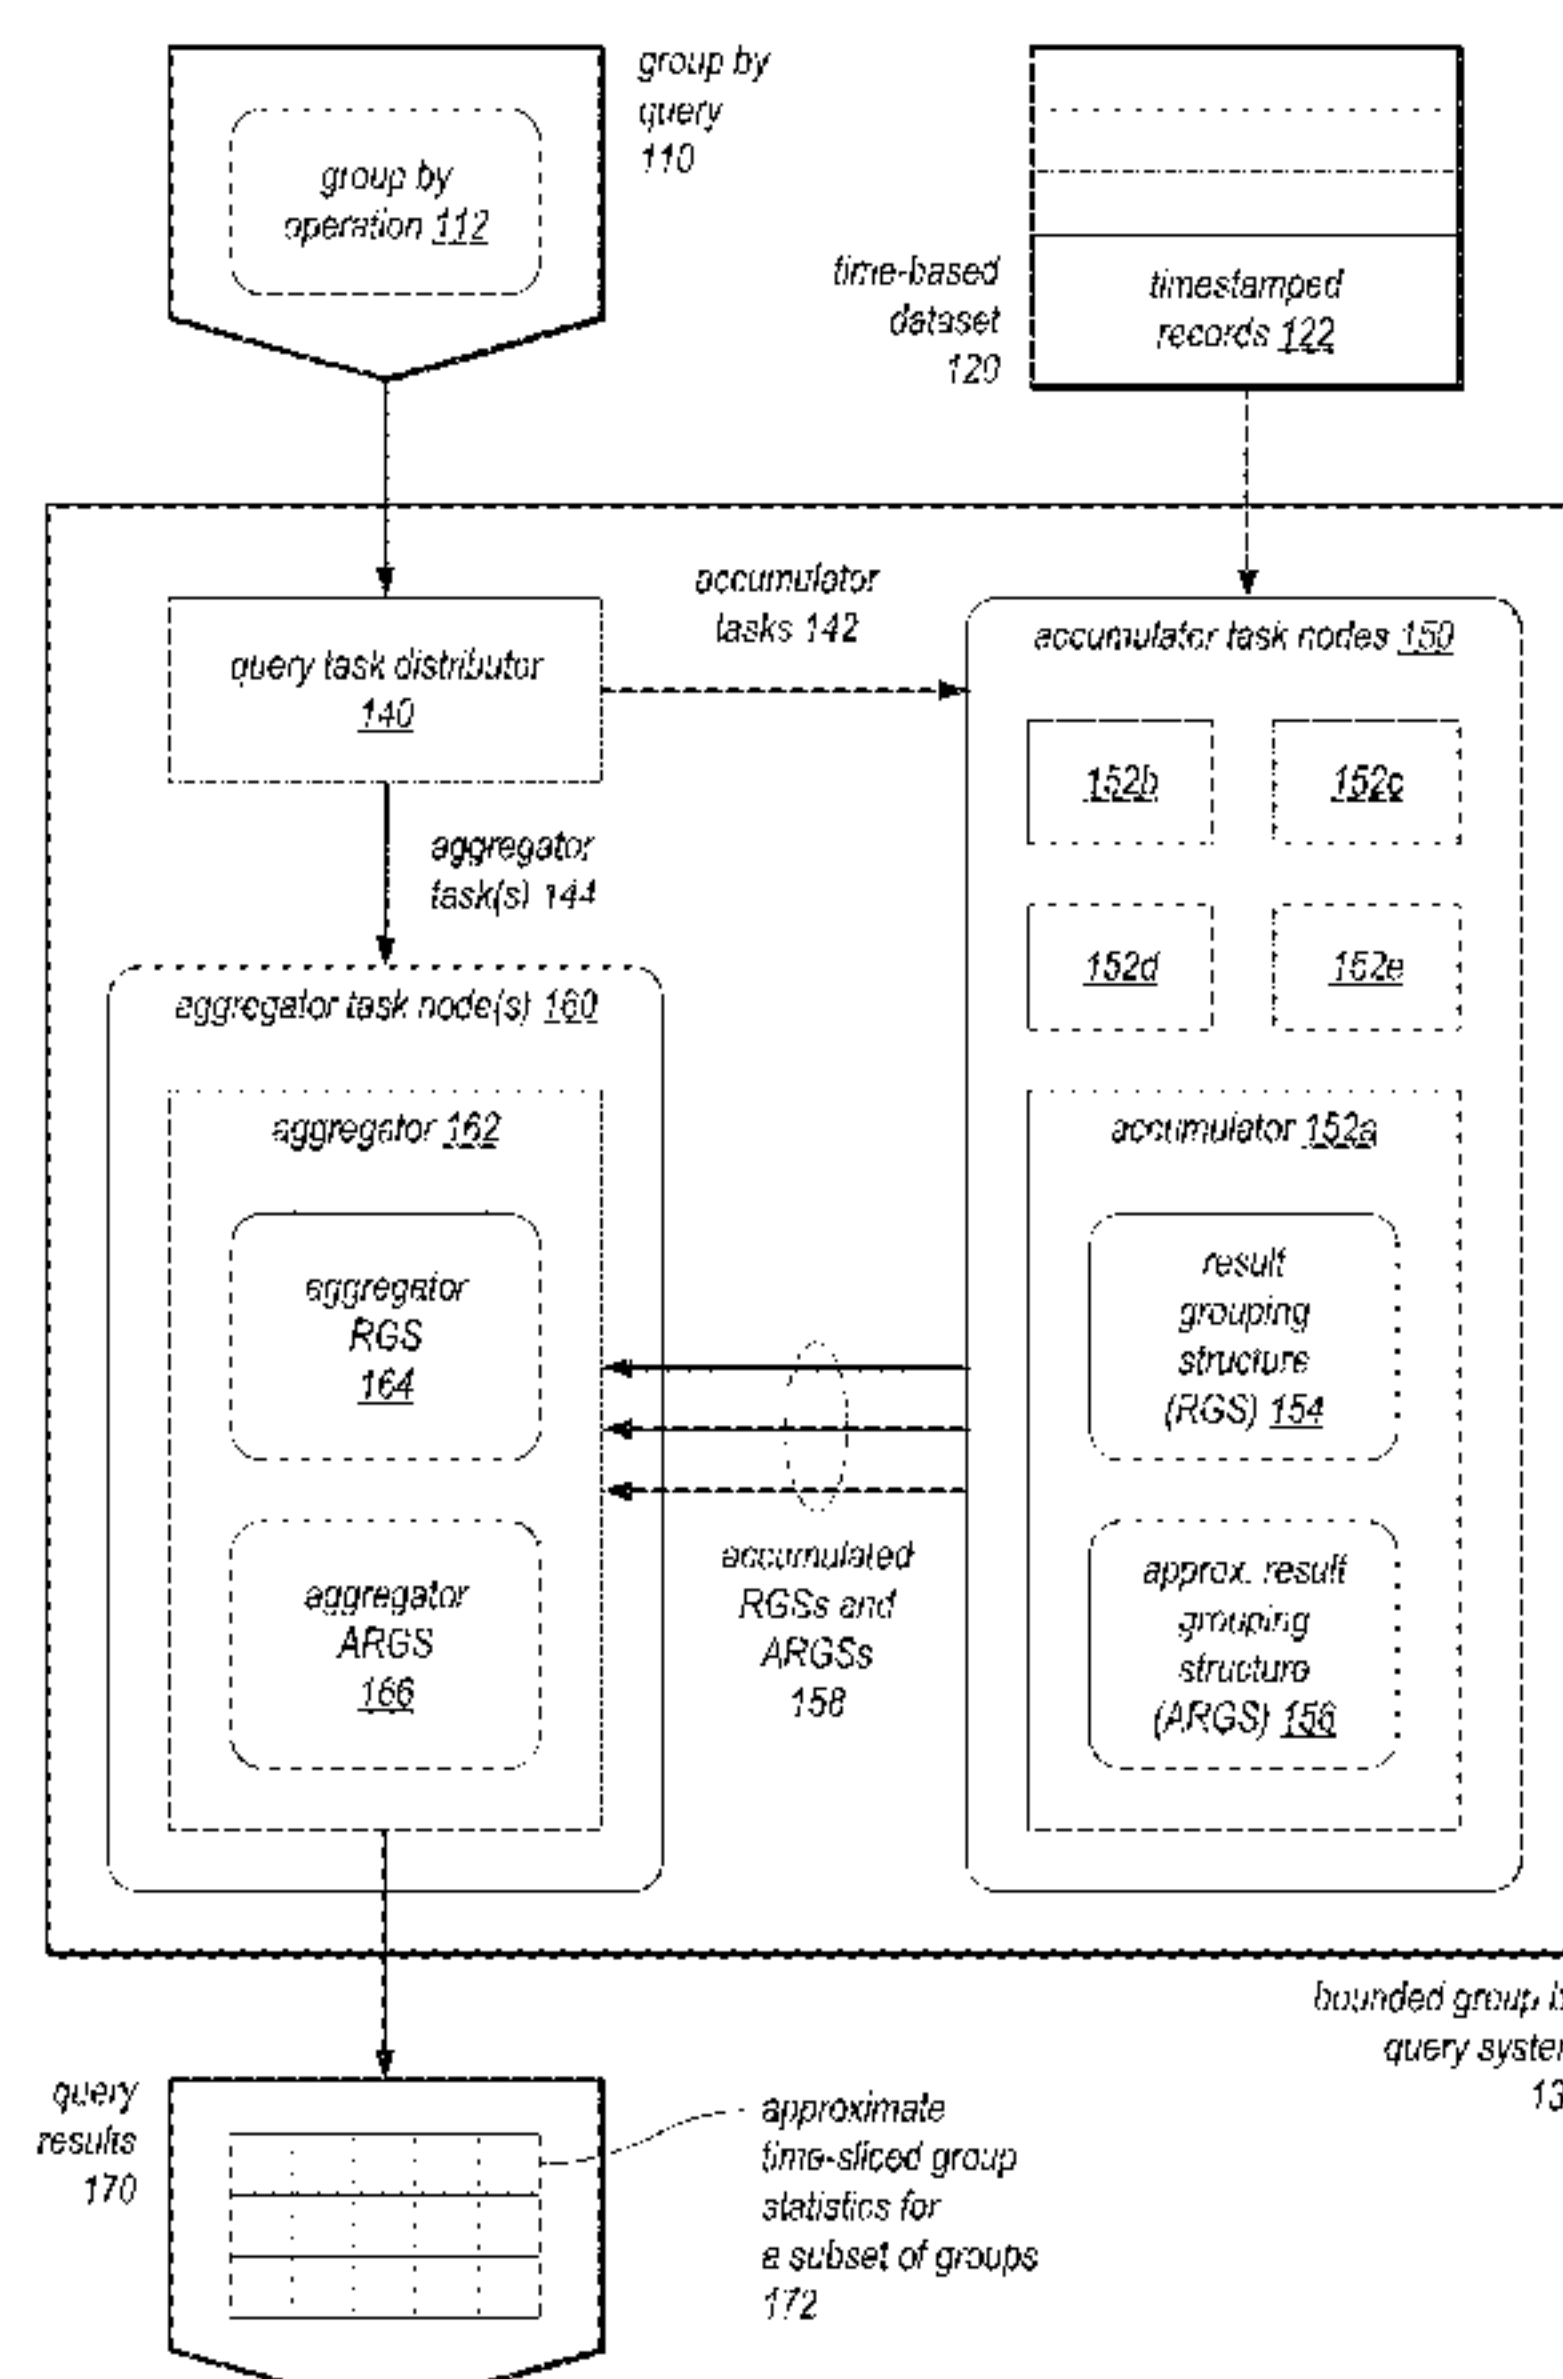 group by
query
110
group by
operation 112
time-based
dataset
120
timestamped
records 122
accumulator
tasks 142
query task distributor
140
accumulator task nodes 150
152b
152c
aggregator
task(s) 144
152d
152e
aggregator task node(s) 160
aggregator 162
accumulator 152a
aggregator
RGS
164
result
grouping
structure
(RGS) 154
aggregator
ARGS
166
accumulated
RGSs and
ARGSs
158
approx. result
grouping
structure
(ARGS) 156
bounded group
query
13
query
results
170
approximate
time-sliced group
statistics for
a subset of groups
172